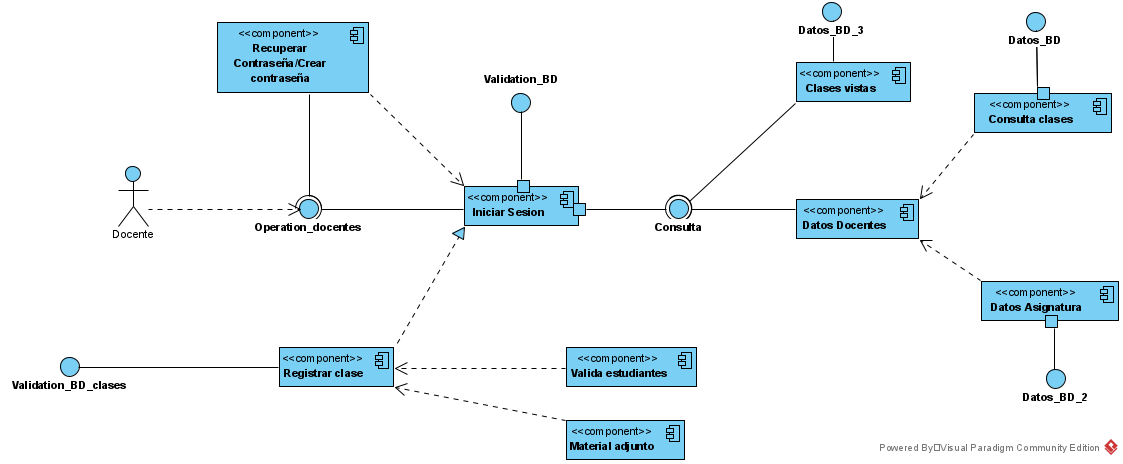 <<component>>
Recuperar
Contraseña/Crear
contraseña
Validation_BD
Datos_BD_3
<<component>>
Clases vistas
Datos_BD
<<component>>
Consulta clases
Docente
Operation_docentes
<<component>>
Iniciar Sesion
Consulta
<<component>>
Datos Docentes
<<component>>
Datos Asignatura
Datos_BD_2
Validation_BD_clases
<<component>>
Registrar clase
<<component>>
Valida estudiantes
<<component>>
Material adjunto
Powered By Visual Paradigm Community Edition